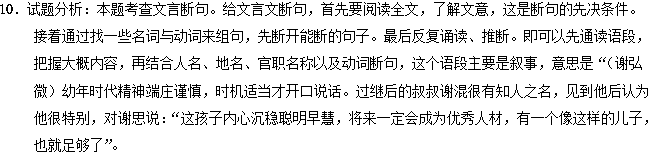 10．试题分析：本题考查文言断句。给文言文断句，首先要阅读全文，了解文意，这是断句的先决条件。
接着通过找一些名词与动词来组句，先断开能断的句子。最后反复诵读、推断。即可以先通读语段，
把握大概内容，再结合人名、地名、官职名称以及动词断句，这个语段主要是叙事，意思是“（谢弘
微）幼年时代精神端庄谨慎，时机适当才开口说话。过继后的叔叔谢混很有知人之名，见到他后认为
他很特别，对谢思说：“这孩子内心沉稳聪明早慧，将来一定会成为优秀人材，有一个像这样的儿子，
也就足够了”。